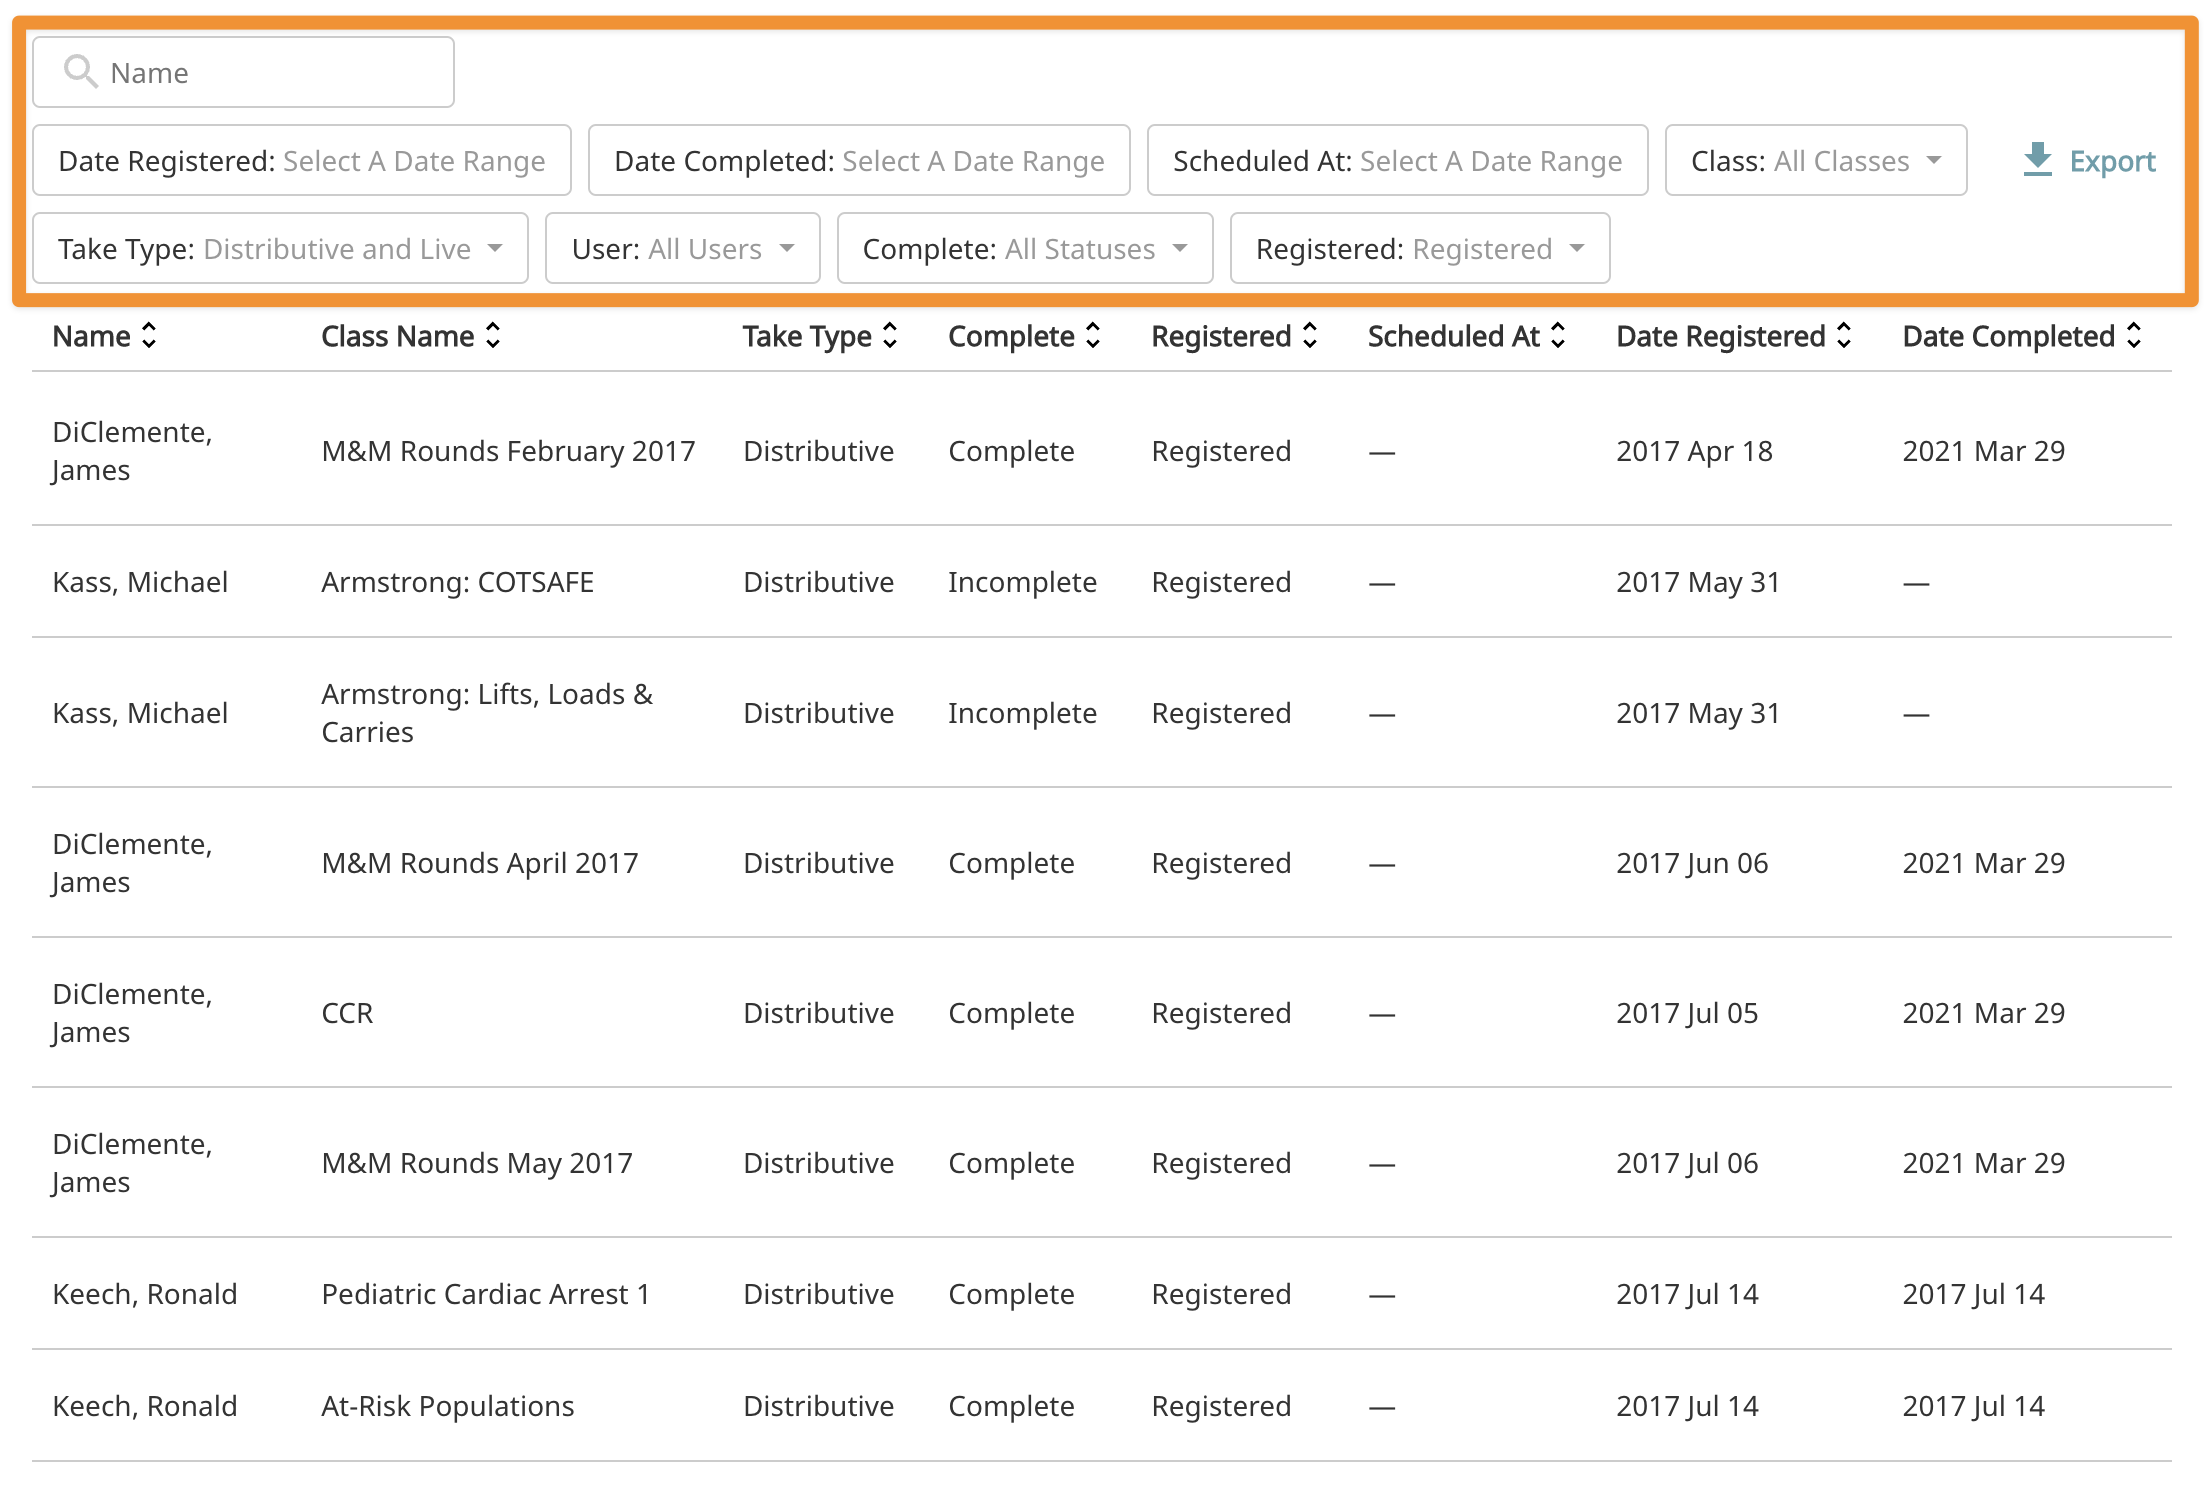 Name
Date Registered: Select A Date Range Date Completed: Select A Date Range Scheduled At: Select A Date Range Class: All Classes Export
Take Type: Distributive and Live User: All Users Complete: All Statuses Registered: Registered
Name Class Name Take Type Complete Registered Scheduled At Date Registered Date Completed
DiClemente,
James M&M Rounds February 2017 Distributive Complete Registered — 2017 Apr 18 2021 Mar 29
Kass, Michael Armstrong: COTSAFE Distributive Incomplete Registered — 2017 May 31 —
Kass, Michael Armstrong: Lifts, Loads &
Carries Distributive Incomplete Registered — 2017 May 31 —
DiClemente,
James M&M Rounds April 2017 Distributive Complete Registered — 2017 Jun 06 2021 Mar 29
DiClemente,
James CCR Distributive Complete Registered — 2017 Jul 05 2021 Mar 29
DiClemente,
James M&M Rounds May 2017 Distributive Complete Registered — 2017 Jul 06 2021 Mar 29
Keech, Ronald Pediatric Cardiac Arrest 1 Distributive Complete Registered — 2017 Jul 14 2017 Jul 14
Keech, Ronald At-Risk Populations Distributive Complete Registered — 2017 Jul 14 2017 Jul 14